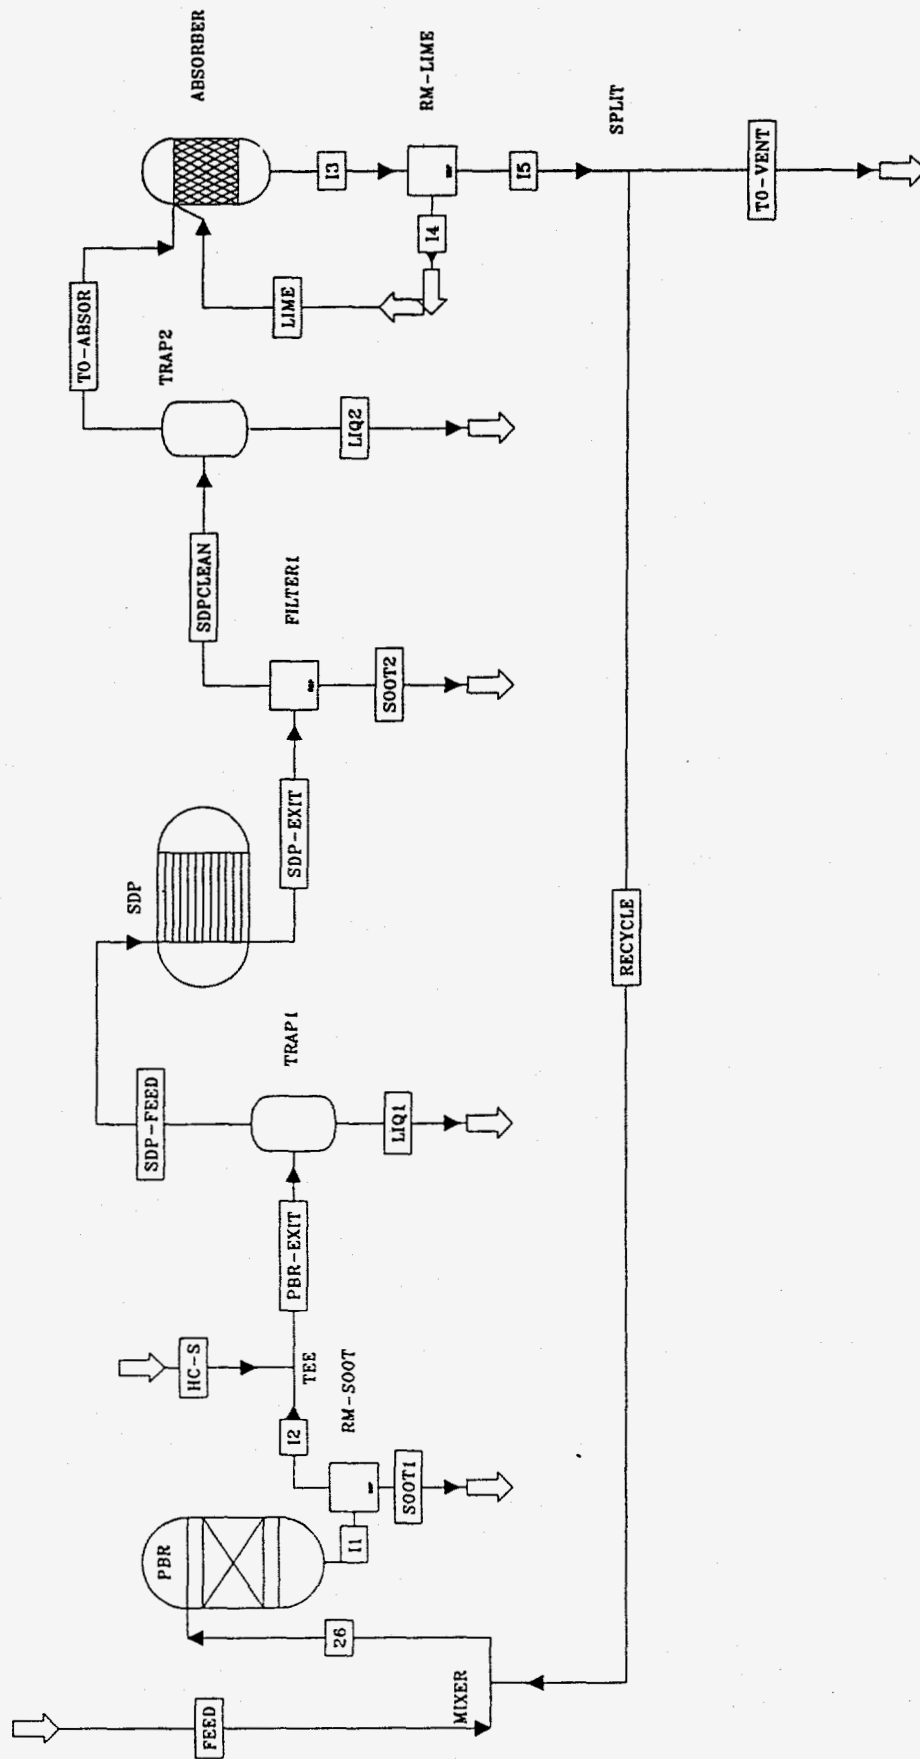 FEED
MIXER
26
PBR
I1
RM-SOOT
SOOT1
I2
TEE
HC-S
PBR-EXIT
TRAP1
LIQ1
SDP-FEED
SDP
SDP-EXIT
FILTER1
SOOT2
SDPCLEAN
TRAP2
LIQ2
TO-ABSOR
ABSORBER
LIME
I3
RM-LIME
I4
I5
SPLIT
RECYCLE
TO-VENT